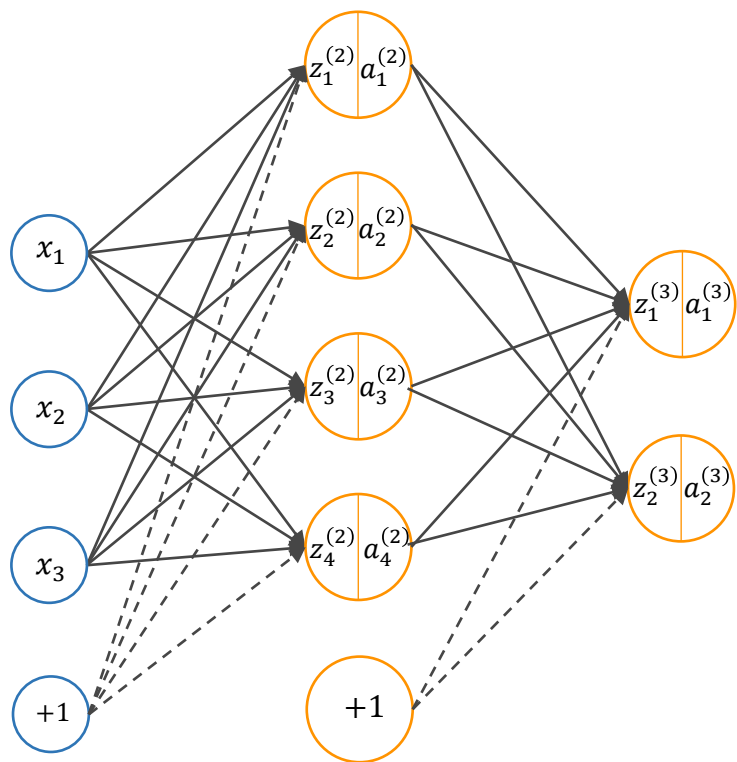 x₁
x₂
x₃
+1
z₁⁽²⁾ a₁⁽²⁾
z₂⁽²⁾ a₂⁽²⁾
z₃⁽²⁾ a₃⁽²⁾
z₄⁽²⁾ a₄⁽²⁾
+1
z₁⁽³⁾ a₁⁽³⁾
z₂⁽³⁾ a₂⁽³⁾